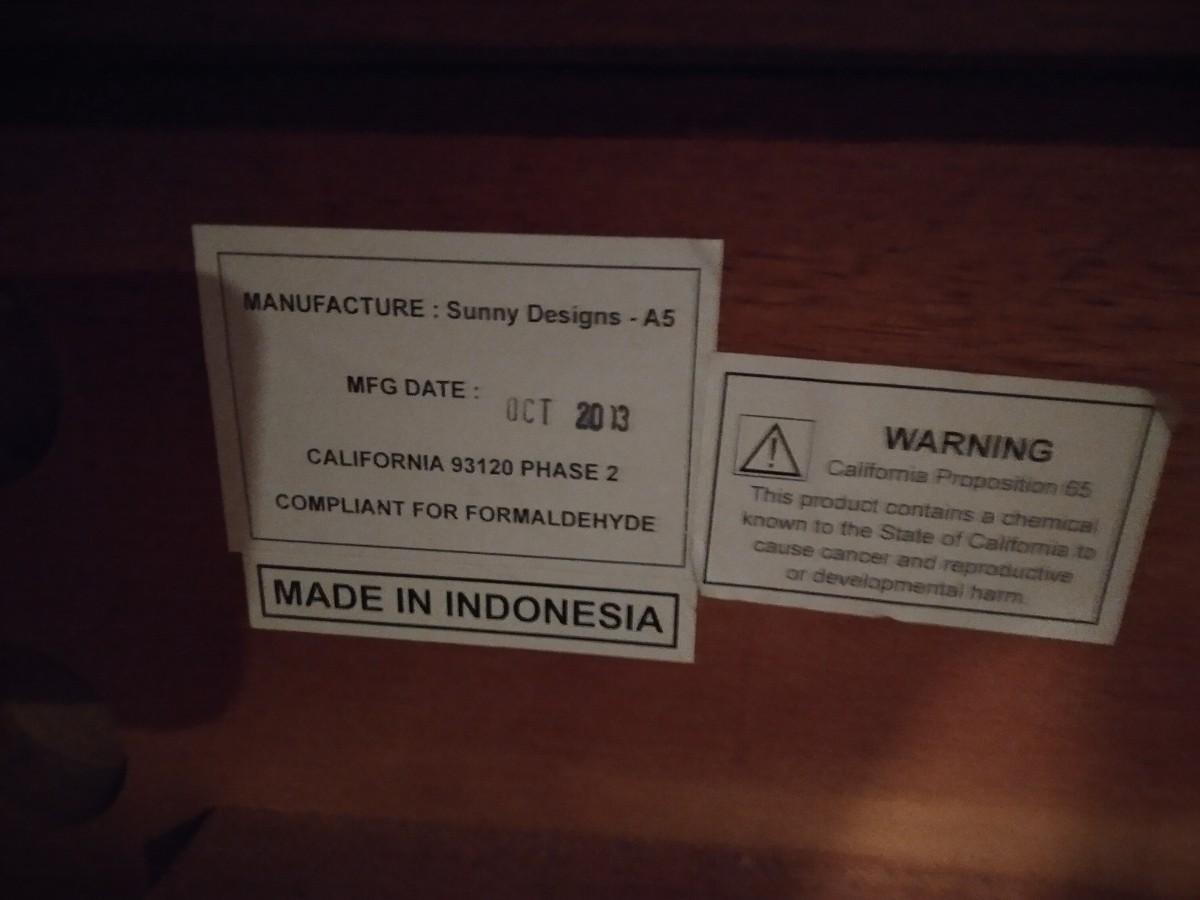 MANUFACTURE : Sunny Designs - A5
MFG DATE : OCT 2013
CALIFORNIA 93120 PHASE 2
COMPLIANT FOR FORMALDEHYDE
MADE IN INDONESIA
WARNING
California Proposition 65
This product contains a chemical
known to the State of California to
cause cancer and reproductive
or developmental harm.